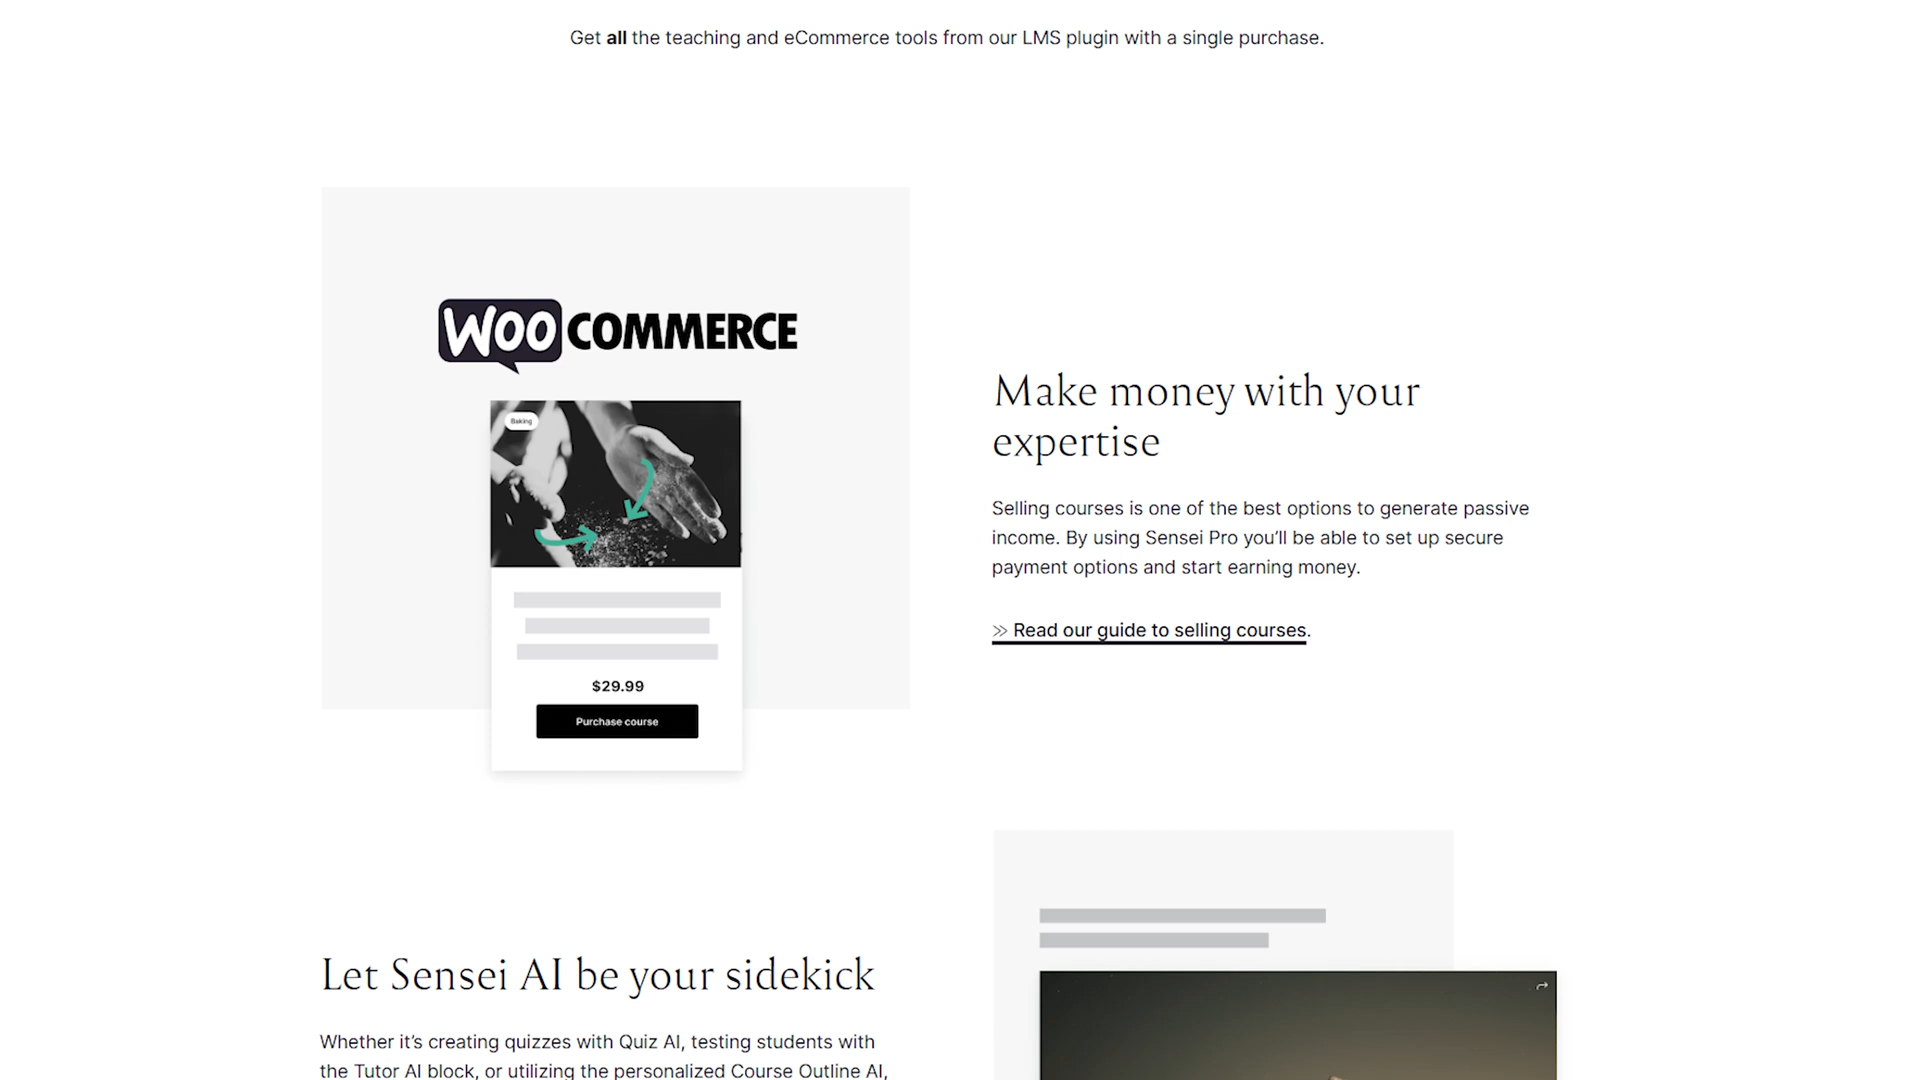 Get all the teaching and eCommerce tools from our LMS plugin with a single purchase.
WOO COMMERCE
Baking
$29.99
Purchase course
Make money with your
expertise
Selling courses is one of the best options to generate passive
income. By using Sensei Pro you’ll be able to set up secure
payment options and start earning money.
» Read our guide to selling courses.
Let Sensei AI be your sidekick
Whether it’s creating quizzes with Quiz AI, testing students with
the Tutor AI block, or utilizing the personalized Course Outline AI,